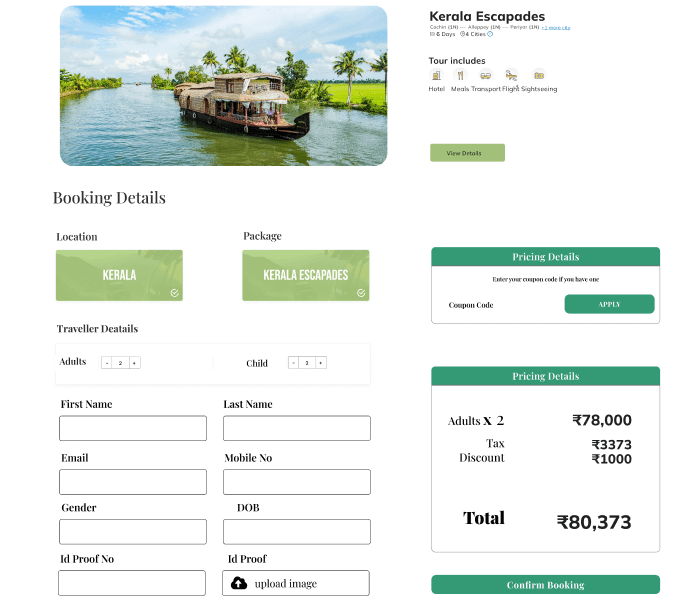 Kerala Escapades
Cochin (1N) — Alleppey (1N) — Periyar (1N) +1 more city
6 Days 4 Cities
Tour includes
Hotel Meals Transport Flight Sightseeing
View Details
Booking Details
Location
Package
KERALA
KERALA ESCAPADES
Traveller Deatails
Adults - 2 +
Child - 2 +
First Name
Last Name
Email
Mobile No
Gender
DOB
Id Proof No
Id Proof
upload image
Pricing Details
Enter your coupon code if you have one
Coupon Code
APPLY
Pricing Details
Adults x 2 ₹78,000
Tax ₹3373
Discount ₹1000
Total ₹80,373
Confirm Booking